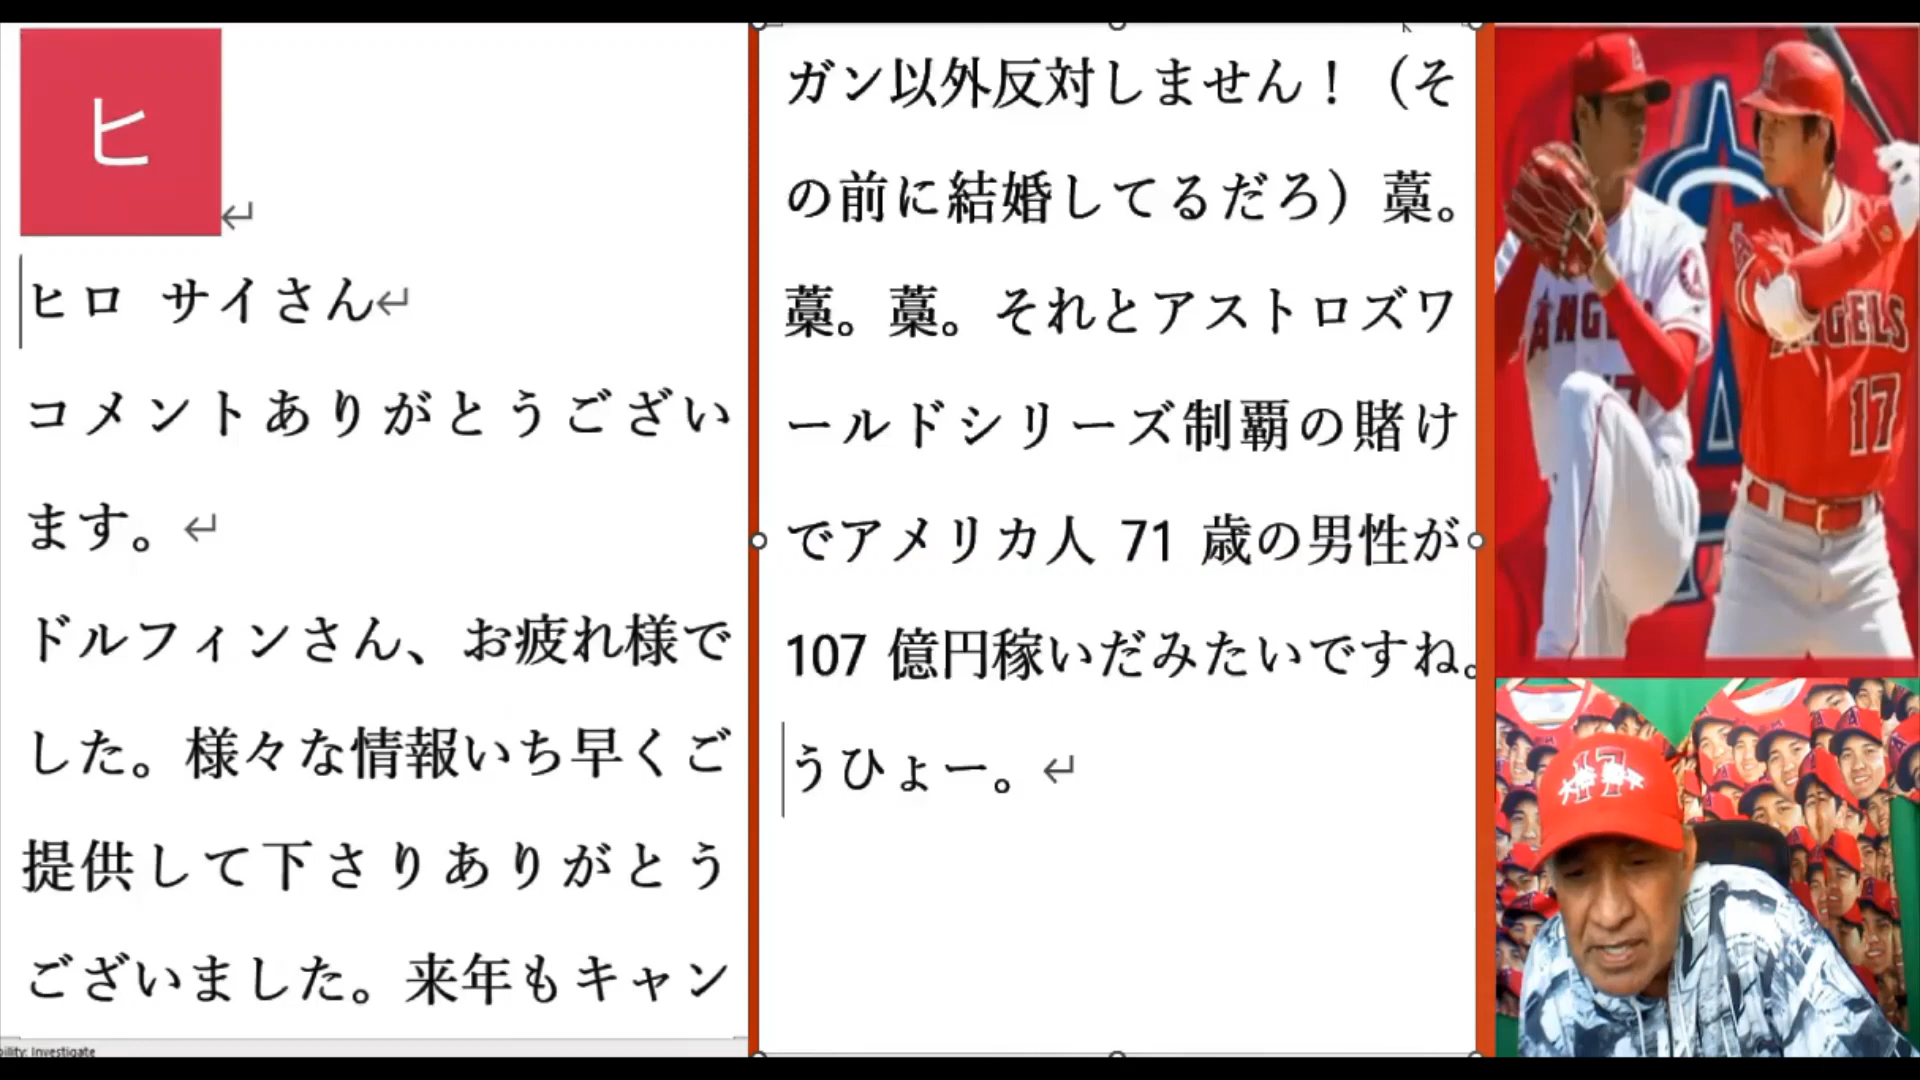 ヒ
ヒロ サイさん
コメントありがとうござい
ます。
ドルフィンさん、お疲れ様で
した。様々な情報いち早くご
提供して下さりありがとう
ございました。来年もキャン
ガン以外反対しません！（そ
の前に結婚してるだろ）藁。
藁。藁。それとアストロズワ
ールドシリーズ制覇の賭け
でアメリカ人 71 歳の男性が
107 億円稼いだみたいですね。
うひょー。
bility: Investigate
ANGELS
17
17